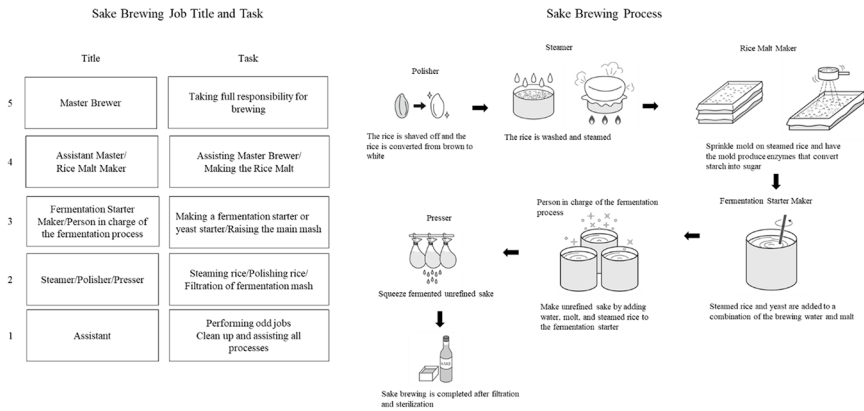 Sake Brewing Job Title and Task
Title
Task
5
Master Brewer
Taking full responsibility for
brewing
4
Assistant Master/
Rice Malt Maker
Assisting Master Brewer/
Making the Rice Malt
3
Fermentation Starter
Maker/Person in charge of
the fermentation process
Making a fermentation starter or
yeast starter/Raising the main mash
2
Steamer/Polisher/Presser
Steaming rice/Polishing rice/
Filtration of fermentation mash
1
Assistant
Performing odd jobs
Clean up and assisting all
processes
Sake Brewing Process
Polisher
The rice is shaved off and the
rice is converted from brown to
white
Steamer
The rice is washed and steamed
Rice Malt Maker
Sprinkle mold on steamed rice and have
the mold produce enzymes that convert
starch into sugar
Fermentation Starter Maker
Steamed rice and yeast are added to a
combination of the brewing water and malt
Person in charge of the fermentation
process
Make unrefined sake by adding
water, molt, and steamed rice to
the fermentation starter
Presser
Squeeze fermented unrefined sake
Sake brewing is completed after filtration
and sterilization